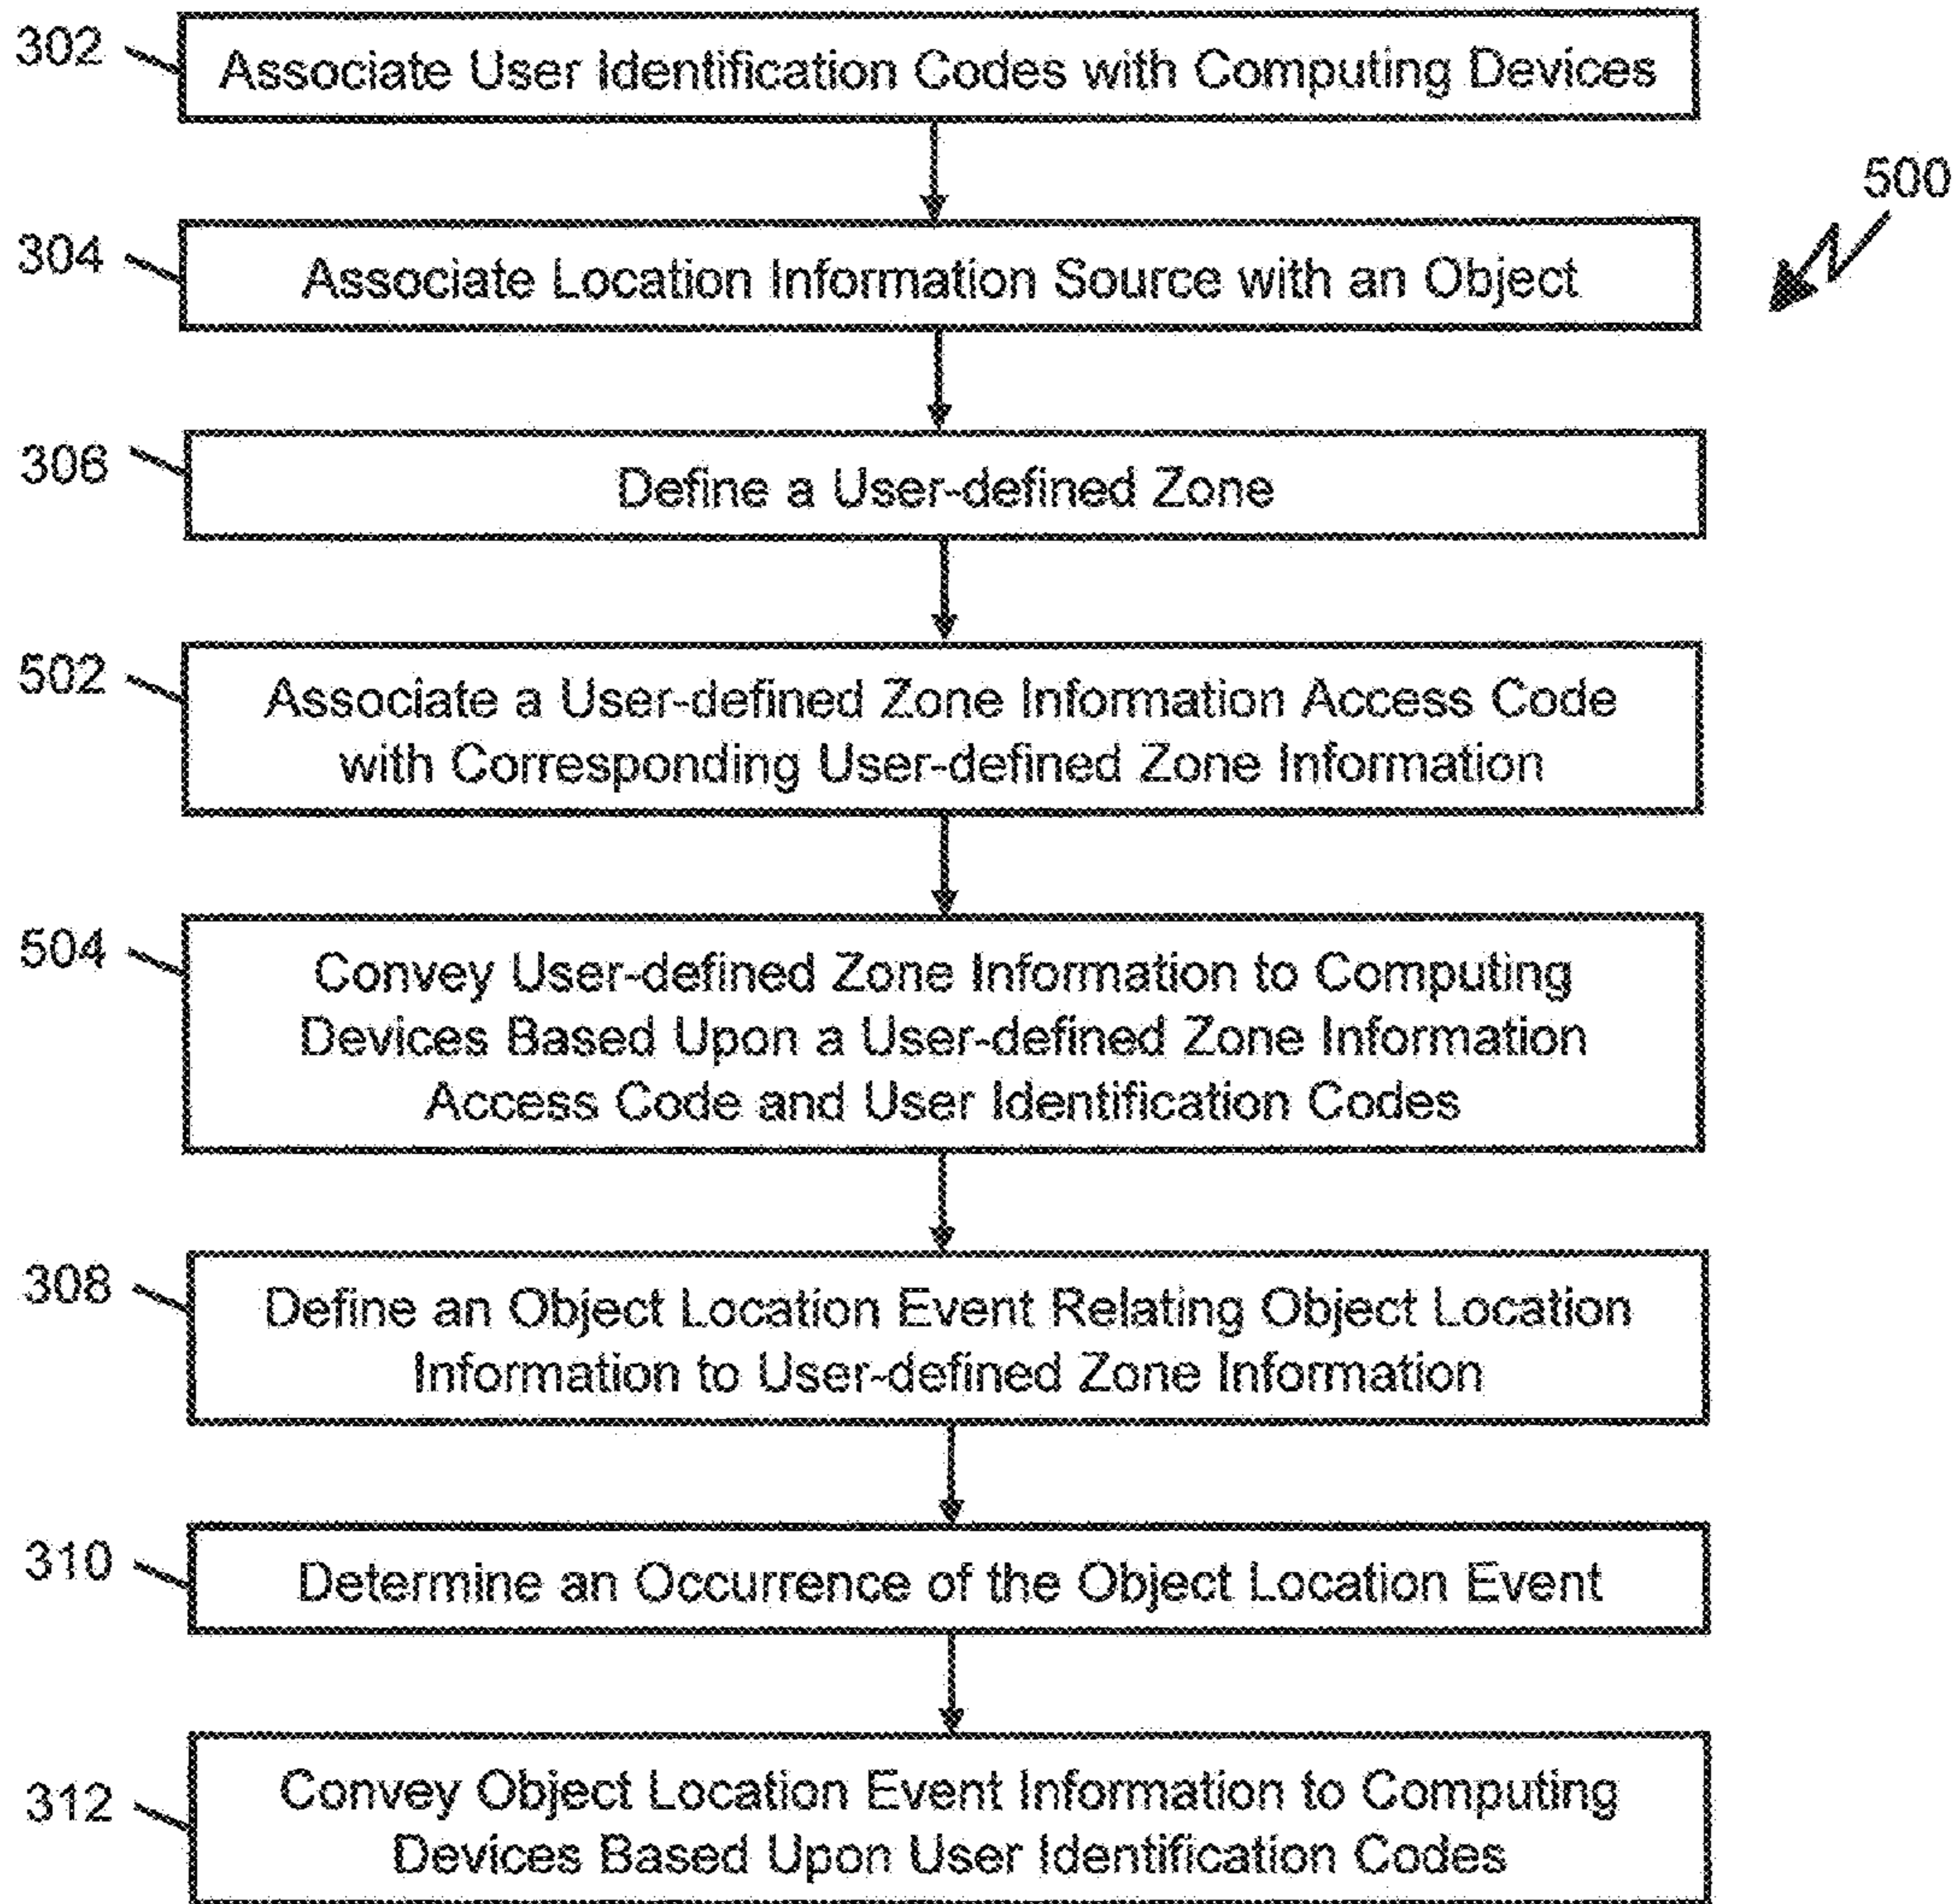 302
Associate User Identification Codes with Computing Devices
500
304
Associate Location Information Source with an Object
306
Define a User-defined Zone
502
Associate a User-defined Zone Information Access Code
with Corresponding User-defined Zone Information
504
Convey User-defined Zone Information to Computing
Devices Based Upon a User-defined Zone Information
Access Code and User Identification Codes
308
Define an Object Location Event Relating Object Location
Information to User-defined Zone Information
310
Determine an Occurrence of the Object Location Event
312
Convey Object Location Event Information to Computing
Devices Based Upon User Identification Codes